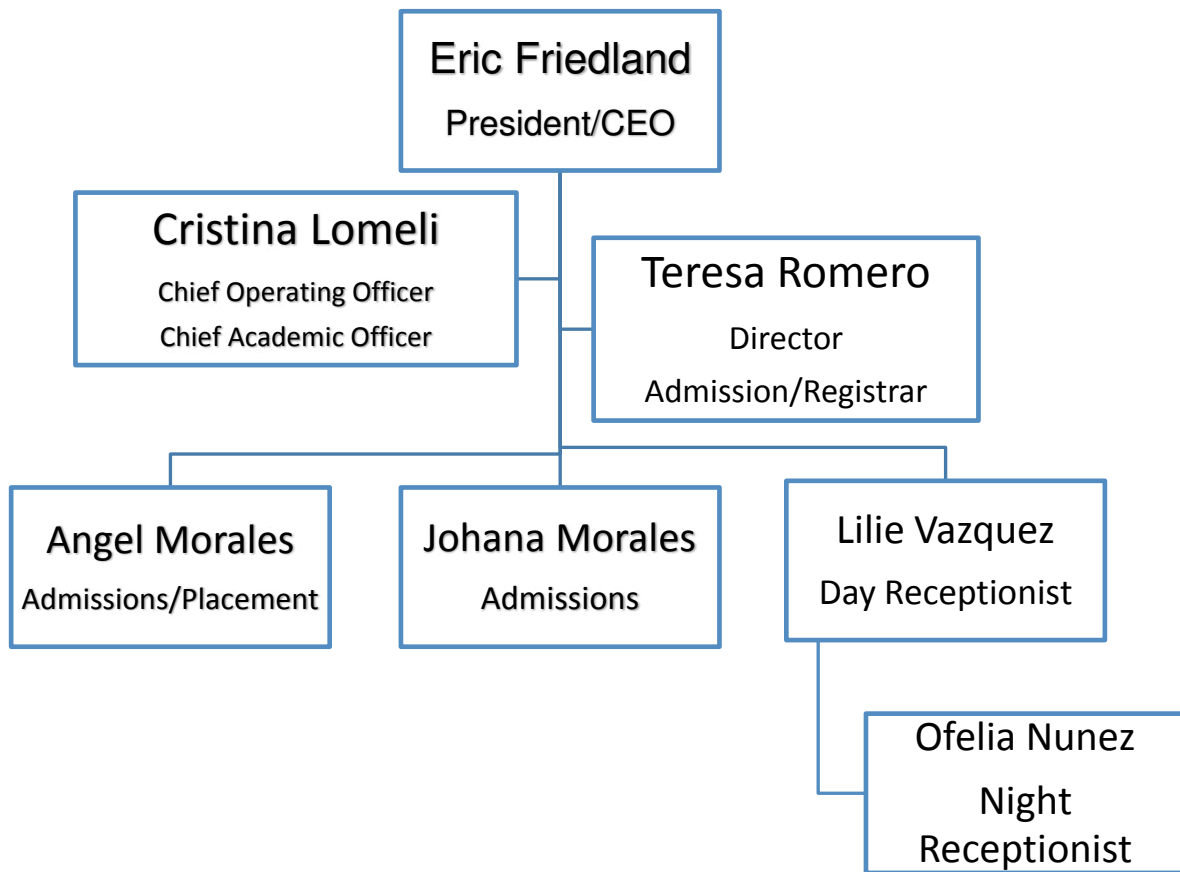 Eric Friedland
President/CEO
Cristina Lomeli
Chief Operating Officer
Chief Academic Officer
Teresa Romero
Director
Admission/Registrar
Angel Morales
Admissions/Placement
Johana Morales
Admissions
Lilie Vazquez
Day Receptionist
Ofelia Nunez
Night
Receptionist